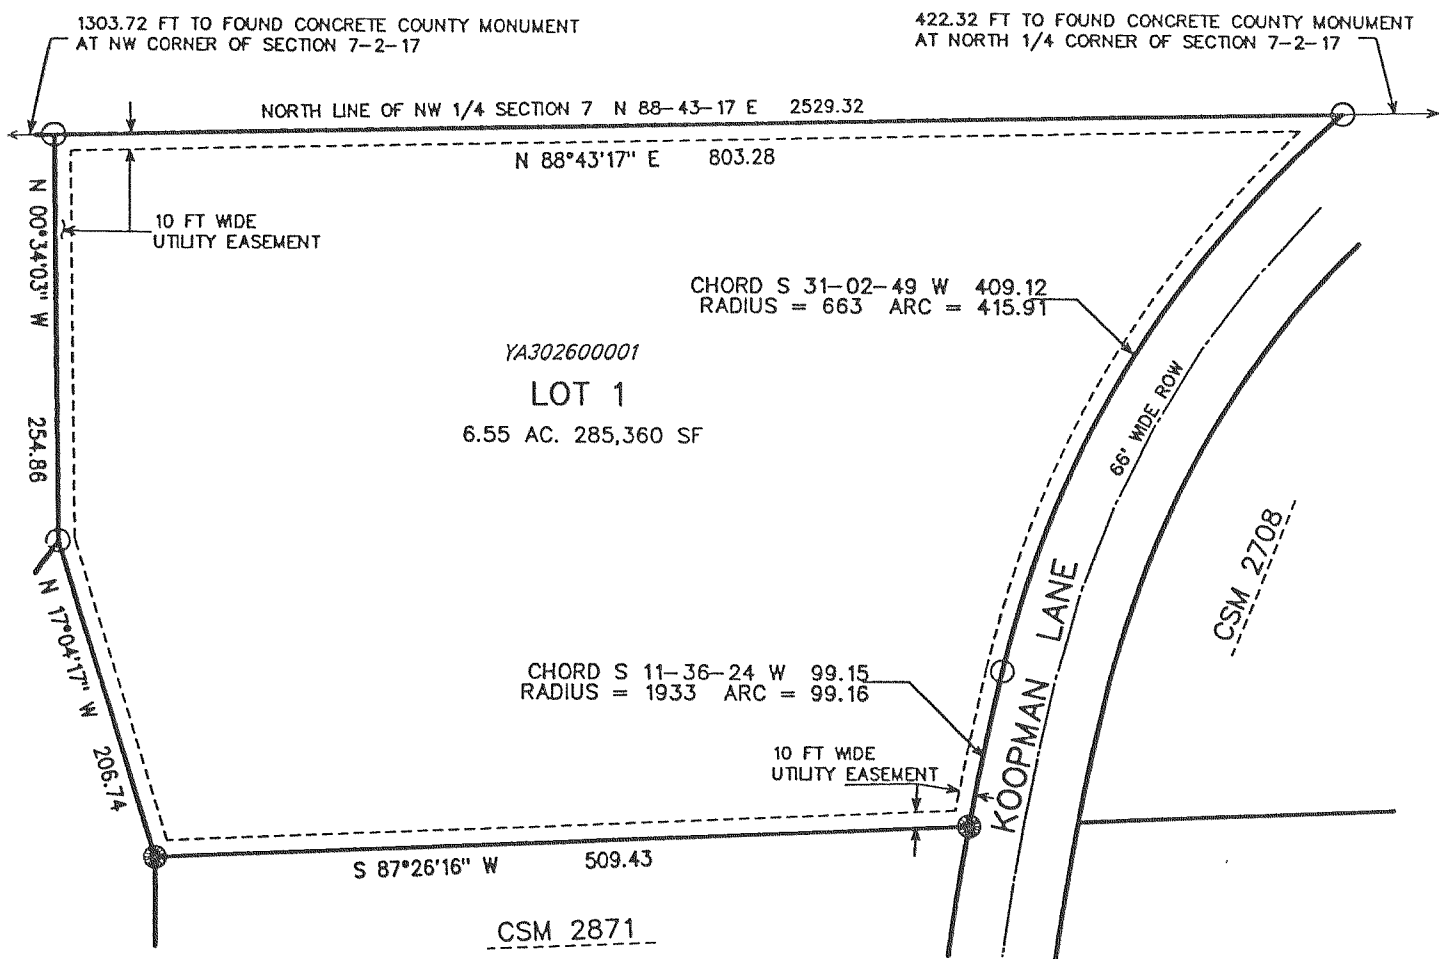 1303.72 FT TO FOUND CONCRETE COUNTY MONUMENT
AT NW CORNER OF SECTION 7-2-17
422.32 FT TO FOUND CONCRETE COUNTY MONUMENT
AT NORTH 1/4 CORNER OF SECTION 7-2-17
NORTH LINE OF NW 1/4 SECTION 7 N 88-43-17 E 2529.32
N 88°43'17" E 803.28
N 00°34'03" W 254.86
10 FT WIDE
UTILITY EASEMENT
CHORD S 31-02-49 W 409.12
RADIUS = 663 ARC = 415.91
YA302600001
LOT 1
6.55 AC. 285,360 SF
66' WIDE ROW
CSM 2708
N 17°04'17" W 206.74
CHORD S 11-36-24 W 99.15
RADIUS = 1933 ARC = 99.16
KOOPMAN LANE
10 FT WIDE
UTILITY EASEMENT
S 87°26'16" W 509.43
CSM 2871